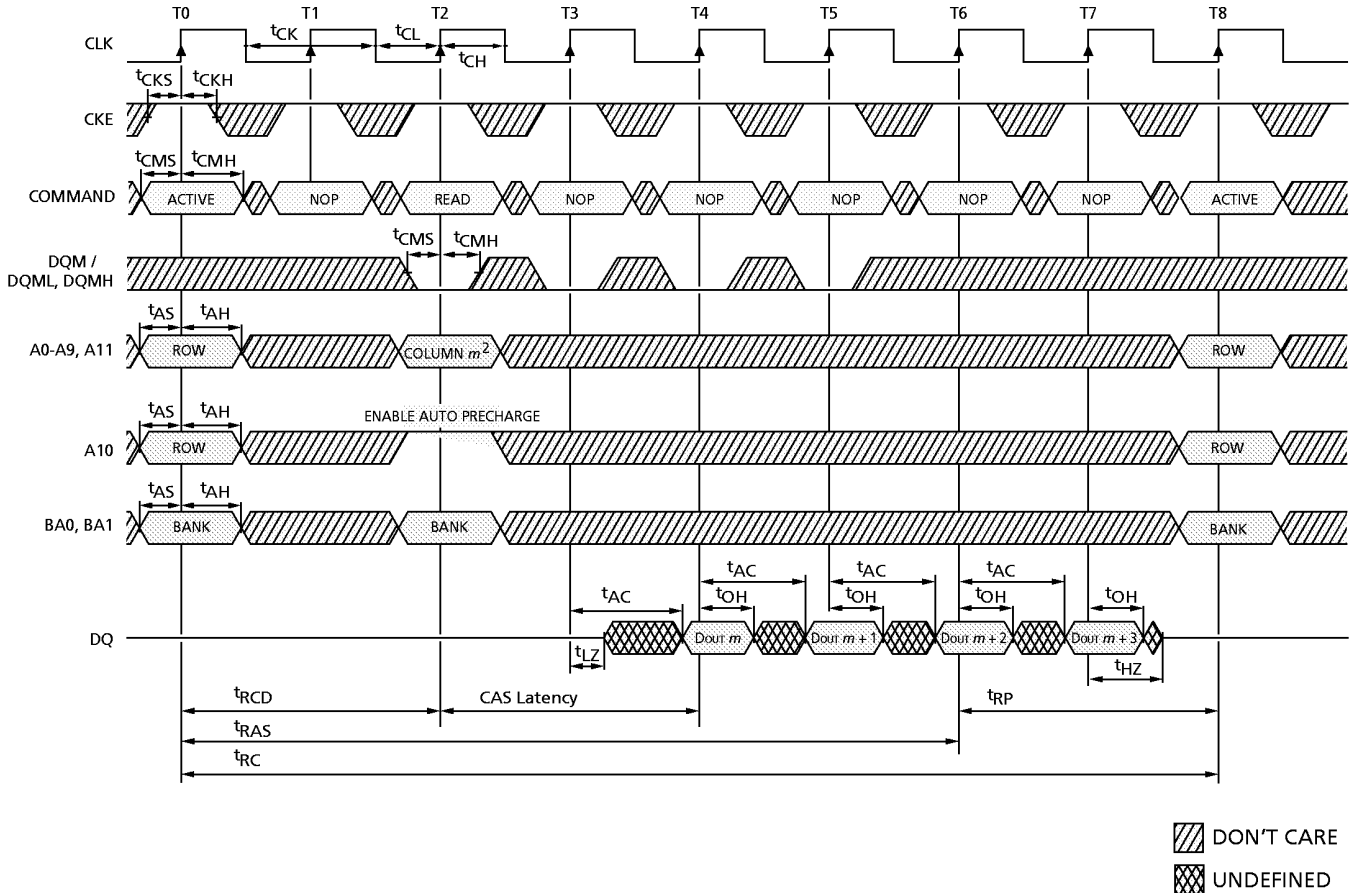 T0 T1 T2 T3 T4 T5 T6 T7 T8
CLK
tCK tCL
tCH
tCKS tCKH
CKE
tCMS tCMH
COMMAND ACTIVE NOP READ NOP NOP NOP NOP NOP ACTIVE
tCMS tCMH
DQM /
DQML, DQMH
tAS tAH
A0-A9, A11 ROW COLUMN m2 ROW
ENABLE AUTO PRECHARGE
tAS tAH
A10 ROW ROW
tAS tAH
BA0, BA1 BANK BANK BANK
tAC tAC tAC tAC
tOH tOH tOH tOH
DQ DOUT m DOUT m + 1 DOUT m + 2 DOUT m + 3
tLZ tHZ
tRCD CAS Latency tRP
tRAS
tRC
DON'T CARE
UNDEFINED